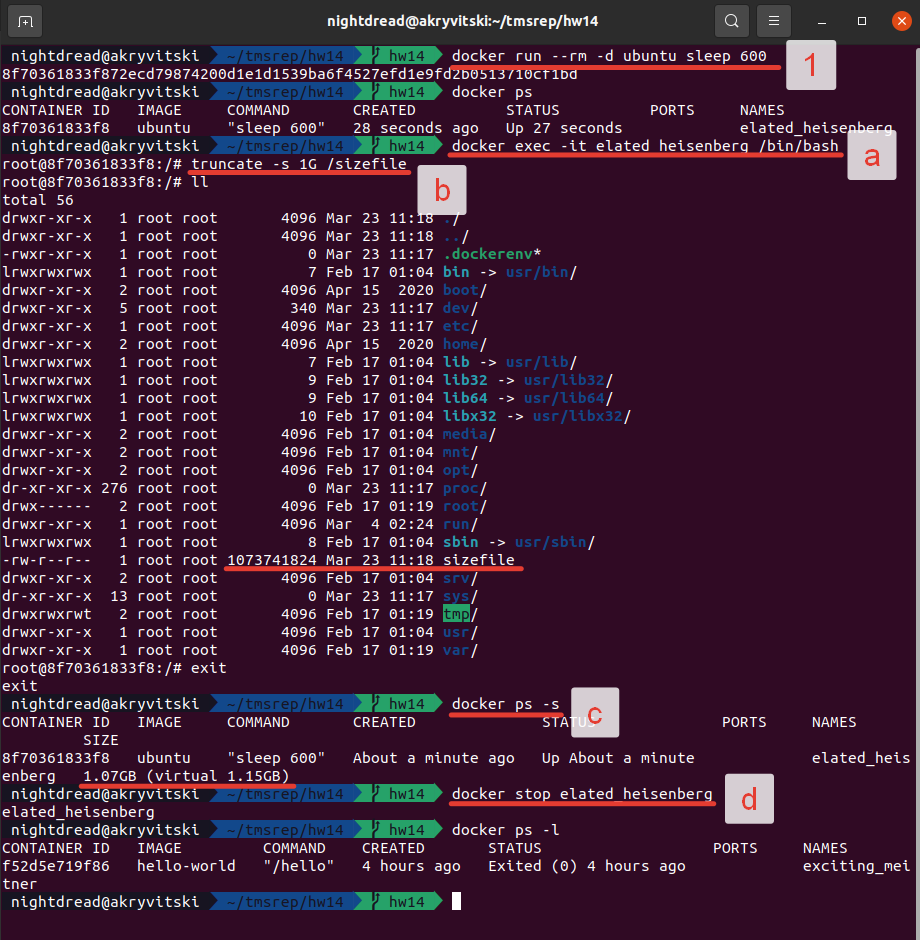 nightdread@akryvitski:~/tmsrep/hw14
nightdread@akryvitski ~/tmsrep/hw14 hw14 docker run --rm -d ubuntu sleep 600
1
8f70361833f872ecd79874200d1e1d1539ba6f4527efd1e9fd2b0513710cf1bd
nightdread@akryvitski ~/tmsrep/hw14 hw14 docker ps
CONTAINER ID   IMAGE     COMMAND       CREATED          STATUS          PORTS     NAMES
8f70361833f8   ubuntu    "sleep 600"   28 seconds ago   Up 27 seconds             elated_heisenberg
nightdread@akryvitski ~/tmsrep/hw14 hw14 docker exec -it elated_heisenberg /bin/bash
a
root@8f70361833f8:/# truncate -s 1G /sizefile
root@8f70361833f8:/# ll
b
total 56
drwxr-xr-x   1 root root       4096 Mar 23 11:18 ./
drwxr-xr-x   1 root root       4096 Mar 23 11:18 ../
-rwxr-xr-x   1 root root          0 Mar 23 11:17 .dockerenv*
lrwxrwxrwx   1 root root          7 Feb 17 01:04 bin -> usr/bin/
drwxr-xr-x   2 root root       4096 Apr 15  2020 boot/
drwxr-xr-x   5 root root        340 Mar 23 11:17 dev/
drwxr-xr-x   1 root root       4096 Mar 23 11:17 etc/
drwxr-xr-x   2 root root       4096 Apr 15  2020 home/
lrwxrwxrwx   1 root root          7 Feb 17 01:04 lib -> usr/lib/
lrwxrwxrwx   1 root root          9 Feb 17 01:04 lib32 -> usr/lib32/
lrwxrwxrwx   1 root root          9 Feb 17 01:04 lib64 -> usr/lib64/
lrwxrwxrwx   1 root root         10 Feb 17 01:04 libx32 -> usr/libx32/
drwxr-xr-x   2 root root       4096 Feb 17 01:04 media/
drwxr-xr-x   2 root root       4096 Feb 17 01:04 mnt/
drwxr-xr-x   2 root root       4096 Feb 17 01:04 opt/
dr-xr-xr-x 276 root root          0 Mar 23 11:17 proc/
drwx------   2 root root       4096 Feb 17 01:19 root/
drwxr-xr-x   1 root root       4096 Mar  4 02:24 run/
lrwxrwxrwx   1 root root          8 Feb 17 01:04 sbin -> usr/sbin/
-rw-r--r--   1 root root 1073741824 Mar 23 11:18 sizefile
drwxr-xr-x   2 root root       4096 Feb 17 01:04 srv/
dr-xr-xr-x  13 root root          0 Mar 23 11:17 sys/
drwxrwxrwt   2 root root       4096 Feb 17 01:19 tmp/
drwxr-xr-x   1 root root       4096 Feb 17 01:04 usr/
drwxr-xr-x   1 root root       4096 Feb 17 01:19 var/
root@8f70361833f8:/# exit
exit
nightdread@akryvitski ~/tmsrep/hw14 hw14 docker ps -s
c
CONTAINER ID   IMAGE     COMMAND       CREATED              STATUS              PORTS     NAMES
SIZE
8f70361833f8   ubuntu    "sleep 600"   About a minute ago   Up About a minute             elated_heis
enberg   1.07GB (virtual 1.15GB)
nightdread@akryvitski ~/tmsrep/hw14 hw14 docker stop elated_heisenberg
d
elated_heisenberg
nightdread@akryvitski ~/tmsrep/hw14 hw14 docker ps -l
CONTAINER ID   IMAGE         COMMAND    CREATED       STATUS                   PORTS     NAMES
f52d5e719f86   hello-world   "/hello"   4 hours ago   Exited (0) 4 hours ago             exciting_mei
tner
nightdread@akryvitski ~/tmsrep/hw14 hw14